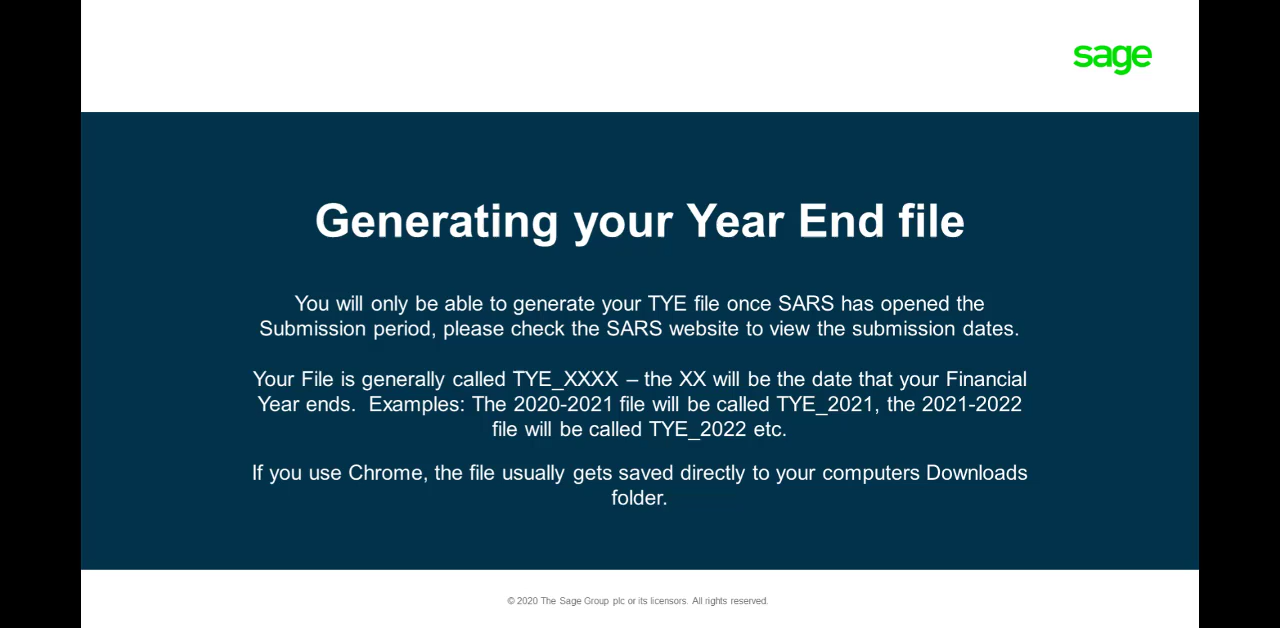 sage
Generating your Year End file
You will only be able to generate your TYE file once SARS has opened the
Submission period, please check the SARS website to view the submission dates.
Your File is generally called TYE_XXXX – the XX will be the date that your Financial
Year ends.  Examples: The 2020-2021 file will be called TYE_2021, the 2021-2022
file will be called TYE_2022 etc.
If you use Chrome, the file usually gets saved directly to your computers Downloads
folder.
© 2020 The Sage Group plc or its licensors. All rights reserved.